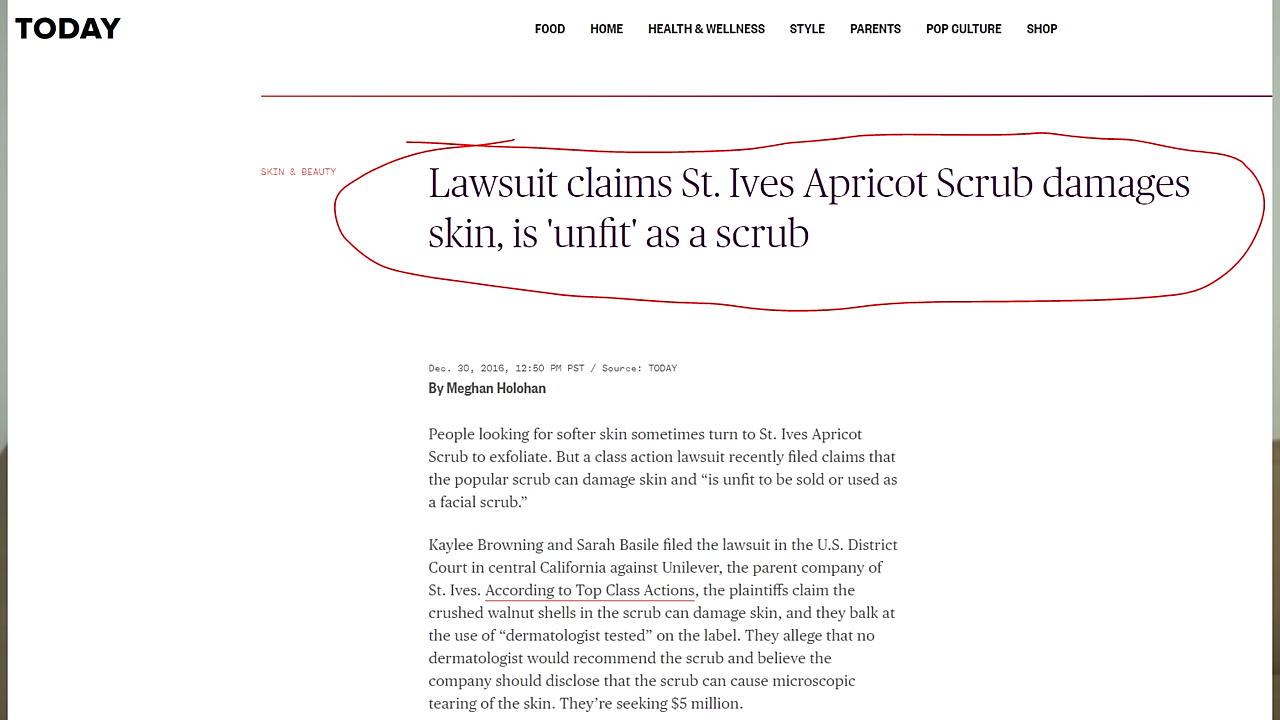 TODAY
FOOD HOME HEALTH & WELLNESS STYLE PARENTS POP CULTURE SHOP
SKIN & BEAUTY
Lawsuit claims St. Ives Apricot Scrub damages
skin, is 'unfit' as a scrub
Dec. 30, 2016, 12:50 PM PST / Source: TODAY
By Meghan Holohan
People looking for softer skin sometimes turn to St. Ives Apricot
Scrub to exfoliate. But a class action lawsuit recently filed claims that
the popular scrub can damage skin and “is unfit to be sold or used as
a facial scrub.”
Kaylee Browning and Sarah Basile filed the lawsuit in the U.S. District
Court in central California against Unilever, the parent company of
St. Ives. According to Top Class Actions, the plaintiffs claim the
crushed walnut shells in the scrub can damage skin, and they balk at
the use of “dermatologist tested” on the label. They allege that no
dermatologist would recommend the scrub and believe the
company should disclose that the scrub can cause microscopic
tearing of the skin. They’re seeking $5 million.